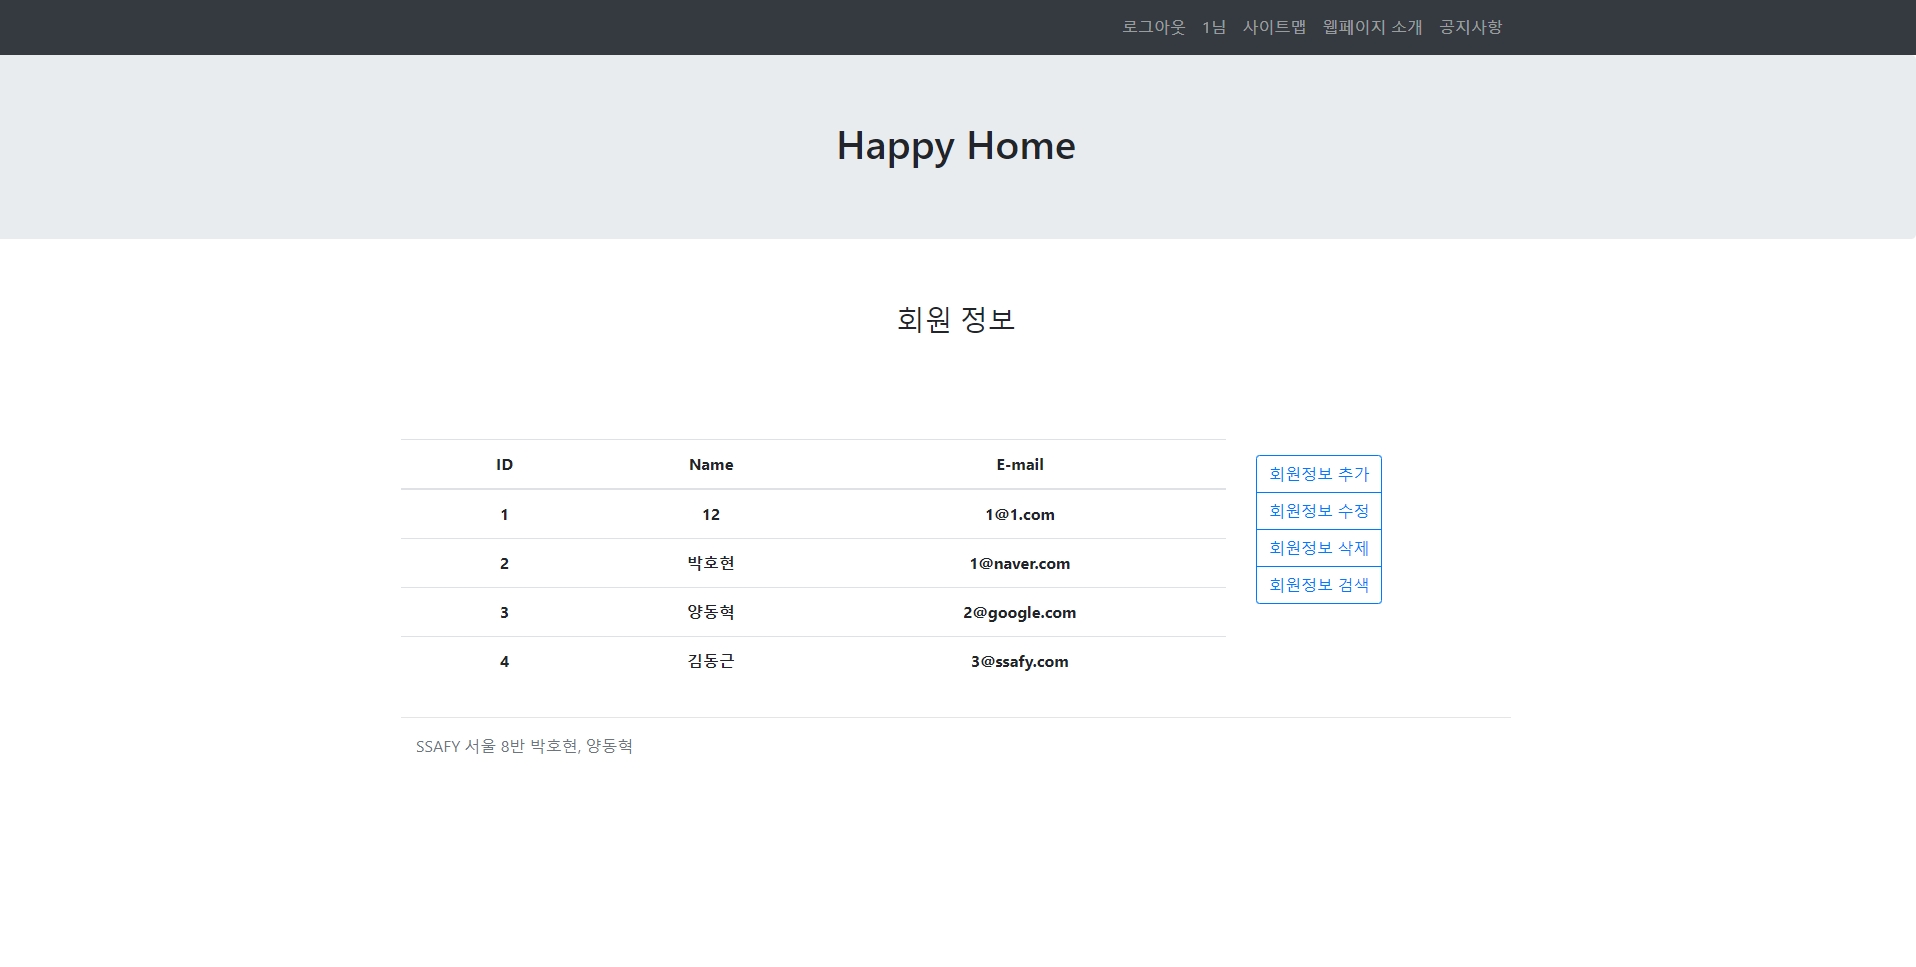 로그아웃 1님 사이트맵 웹페이지 소개 공지사항
Happy Home
회원 정보
ID Name E-mail
1 12 1@1.com
2 박호현 1@naver.com
3 양동혁 2@google.com
4 김동근 3@ssafy.com
회원정보 추가
회원정보 수정
회원정보 삭제
회원정보 검색
SSAFY 서울 8반 박호현, 양동혁